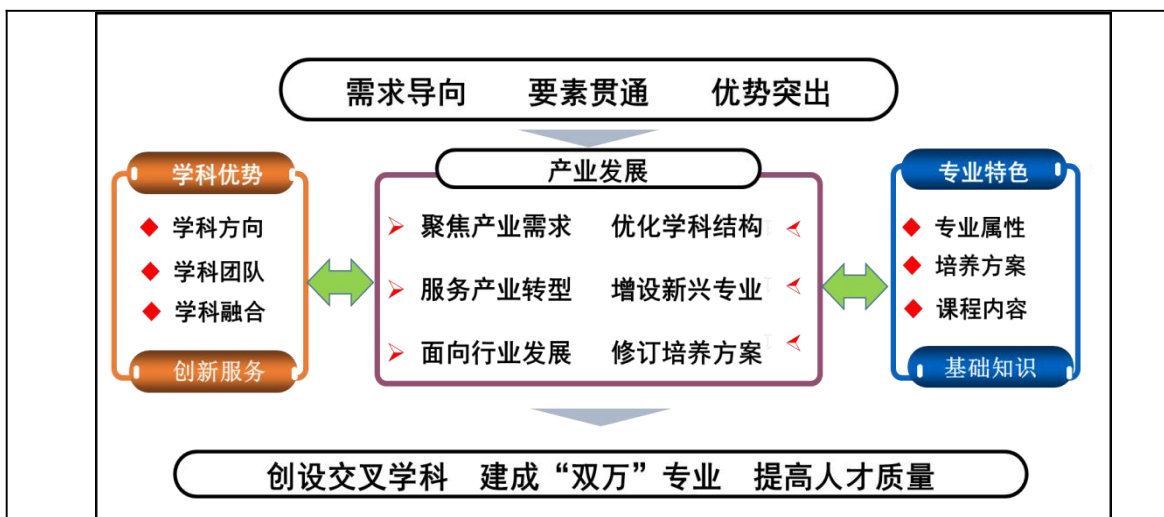 需求导向 要素贯通 优势突出
学科优势
学科方向
学科团队
学科融合
创新服务
产业发展
聚焦产业需求 优化学科结构
服务产业转型 增设新兴专业
面向行业发展 修订培养方案
专业特色
专业属性
培养方案
课程内容
基础知识
创设交叉学科 建成“双万”专业 提高人才质量